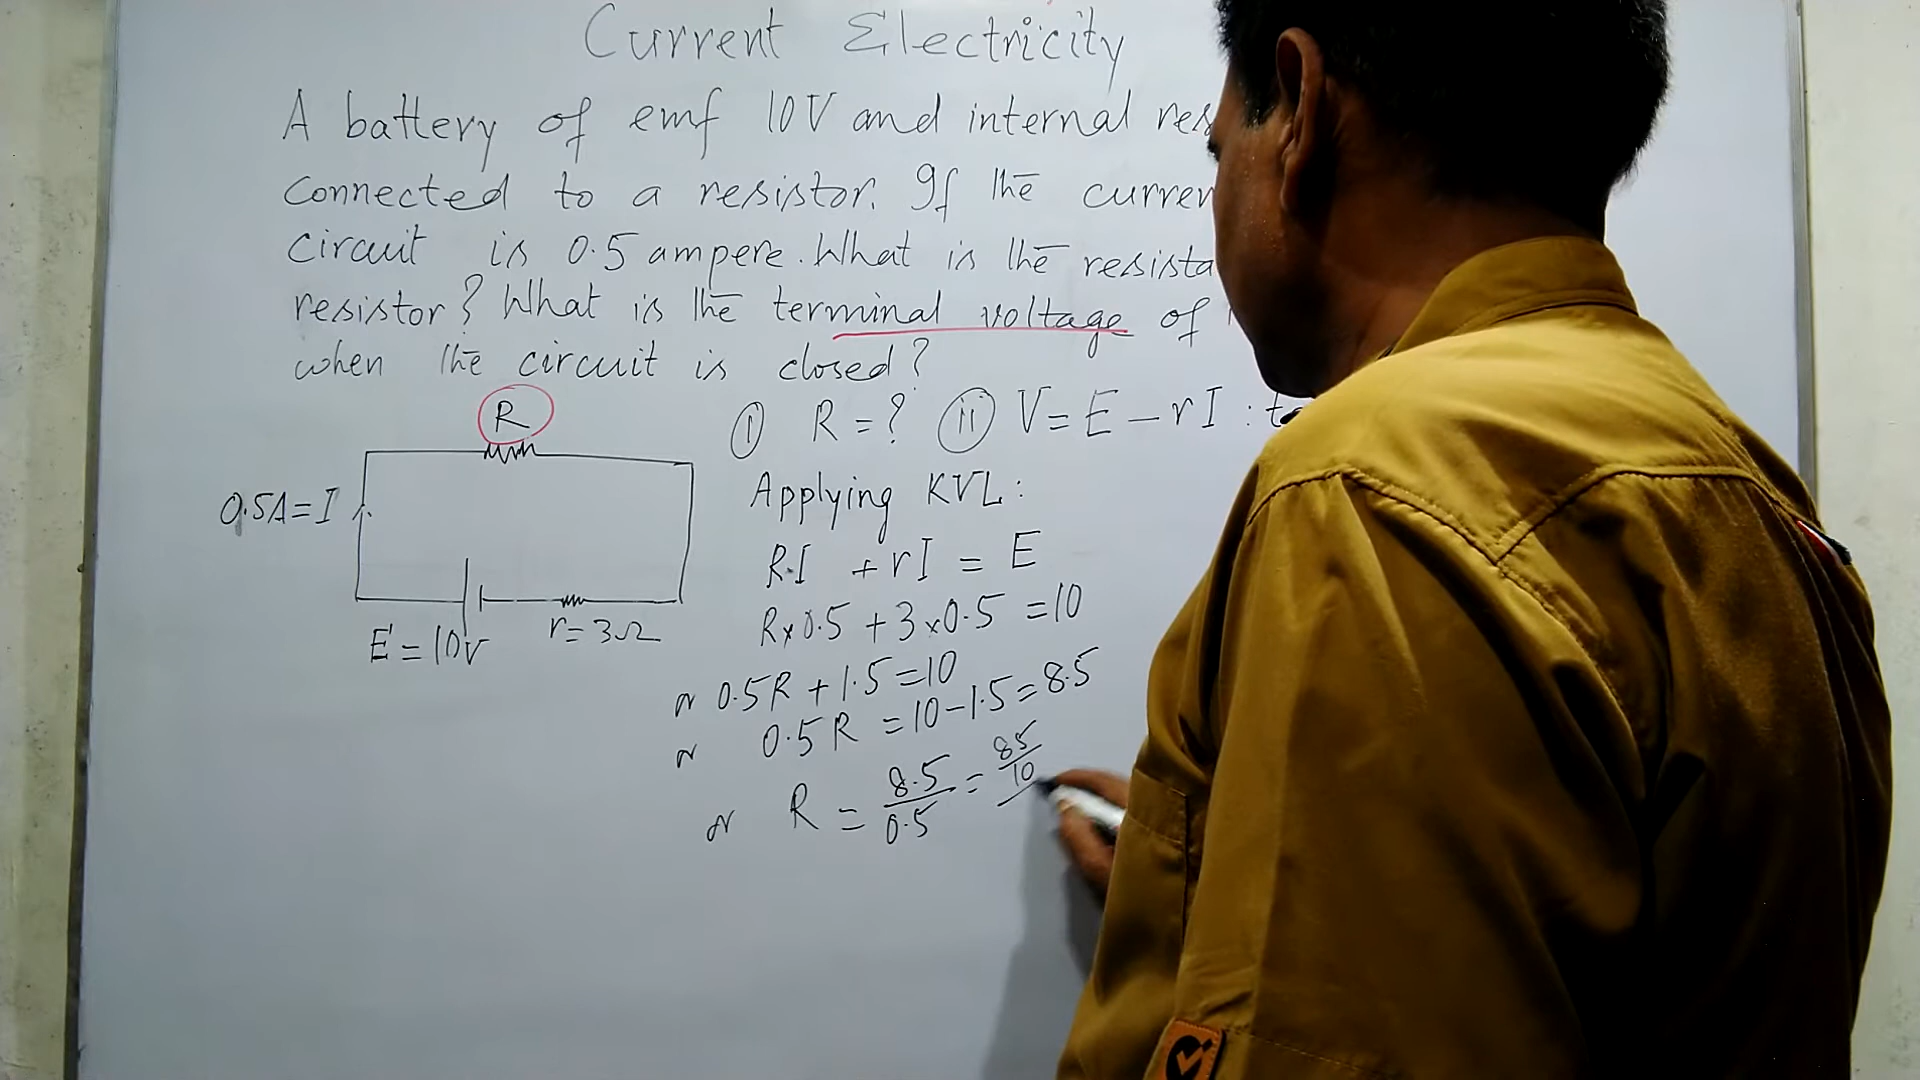 Current Electricity
A battery of emf 10V and internal res
connected to a resistor. If the curren
circuit is 0.5 ampere. What is the resista
resistor? What is the terminal voltage of
when the circuit is closed?
R
I R = ? II V = E - rI : t
0.5A = I
Applying KVL:
R.I + rI = E
R x 0.5 + 3 x 0.5 = 10
E = 10V r = 3Ω
0.5R + 1.5 = 10
0.5R = 10 - 1.5 = 8.5
R = 8.5/0.5 = 85/10